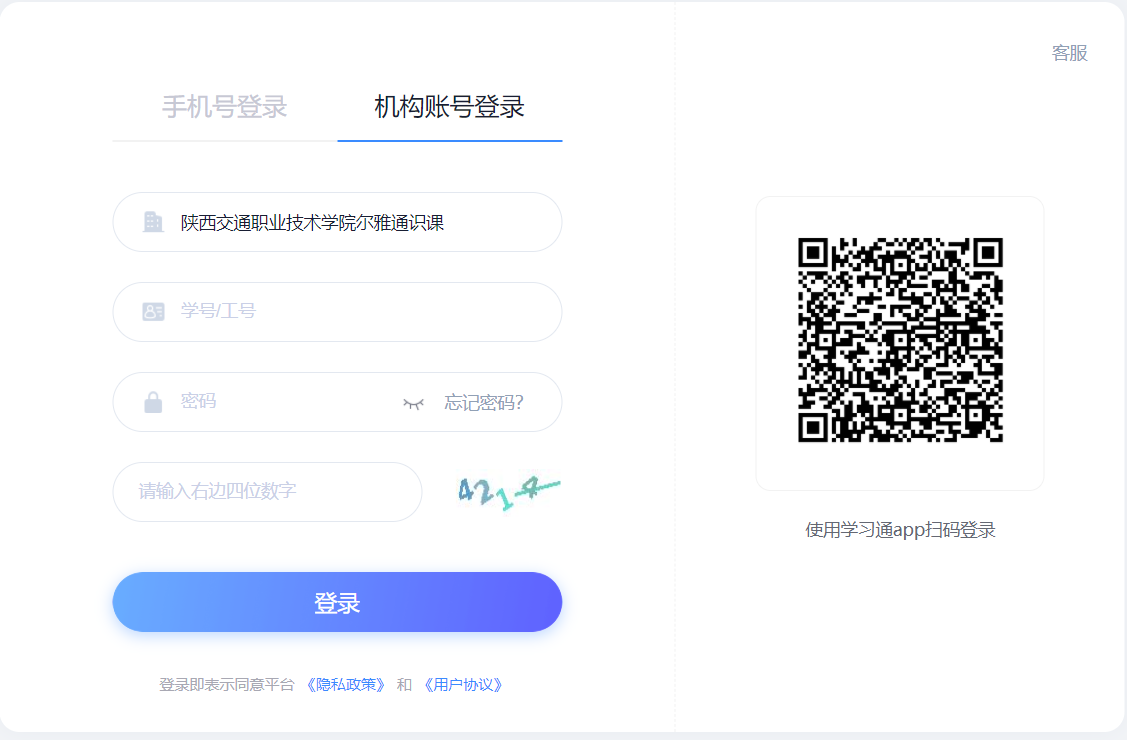 客服
手机号登录 机构账号登录
陕西交通职业技术学院尔雅通识课
学号/工号
密码 忘记密码?
请输入右边四位数字 4214
使用学习通app扫码登录
登录
登录即表示同意平台 《隐私政策》 和 《用户协议》